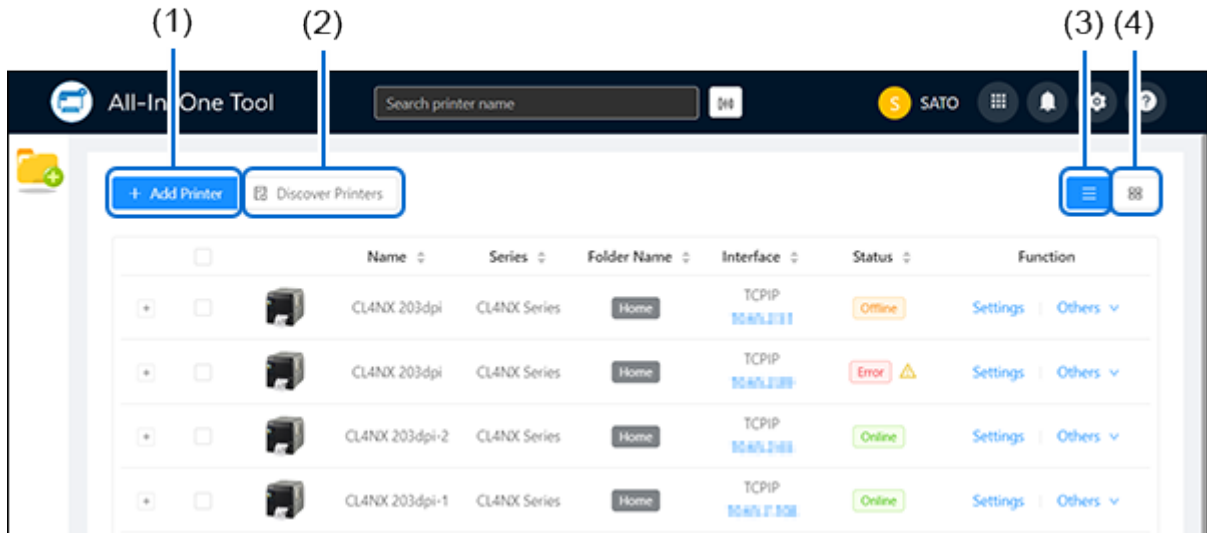 (1) (2) (3) (4)
All-In-One Tool Search printer name S SATO ?
+ Add Printer Discover Printers
Name Series Folder Name Interface Status Function
CL4NX 203dpi CL4NX Series Home TCPIP Offline Settings Others
CL4NX 203dpi CL4NX Series Home TCPIP Error Settings Others
CL4NX 203dpi-2 CL4NX Series Home TCPIP Online Settings Others
CL4NX 203dpi-1 CL4NX Series Home TCPIP Online Settings Others